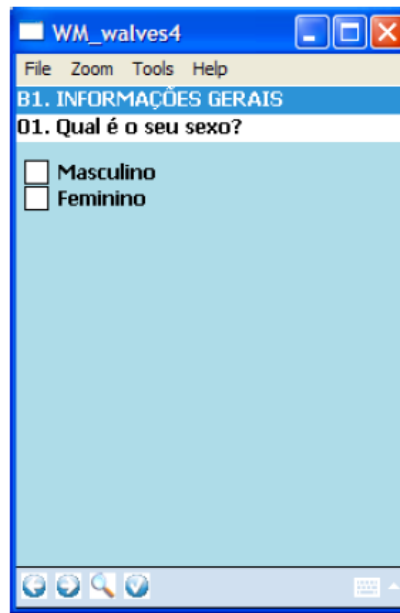 WM_walves4
File Zoom Tools Help
B1. INFORMAÇÕES GERAIS
01. Qual é o seu sexo?
Masculino
Feminino